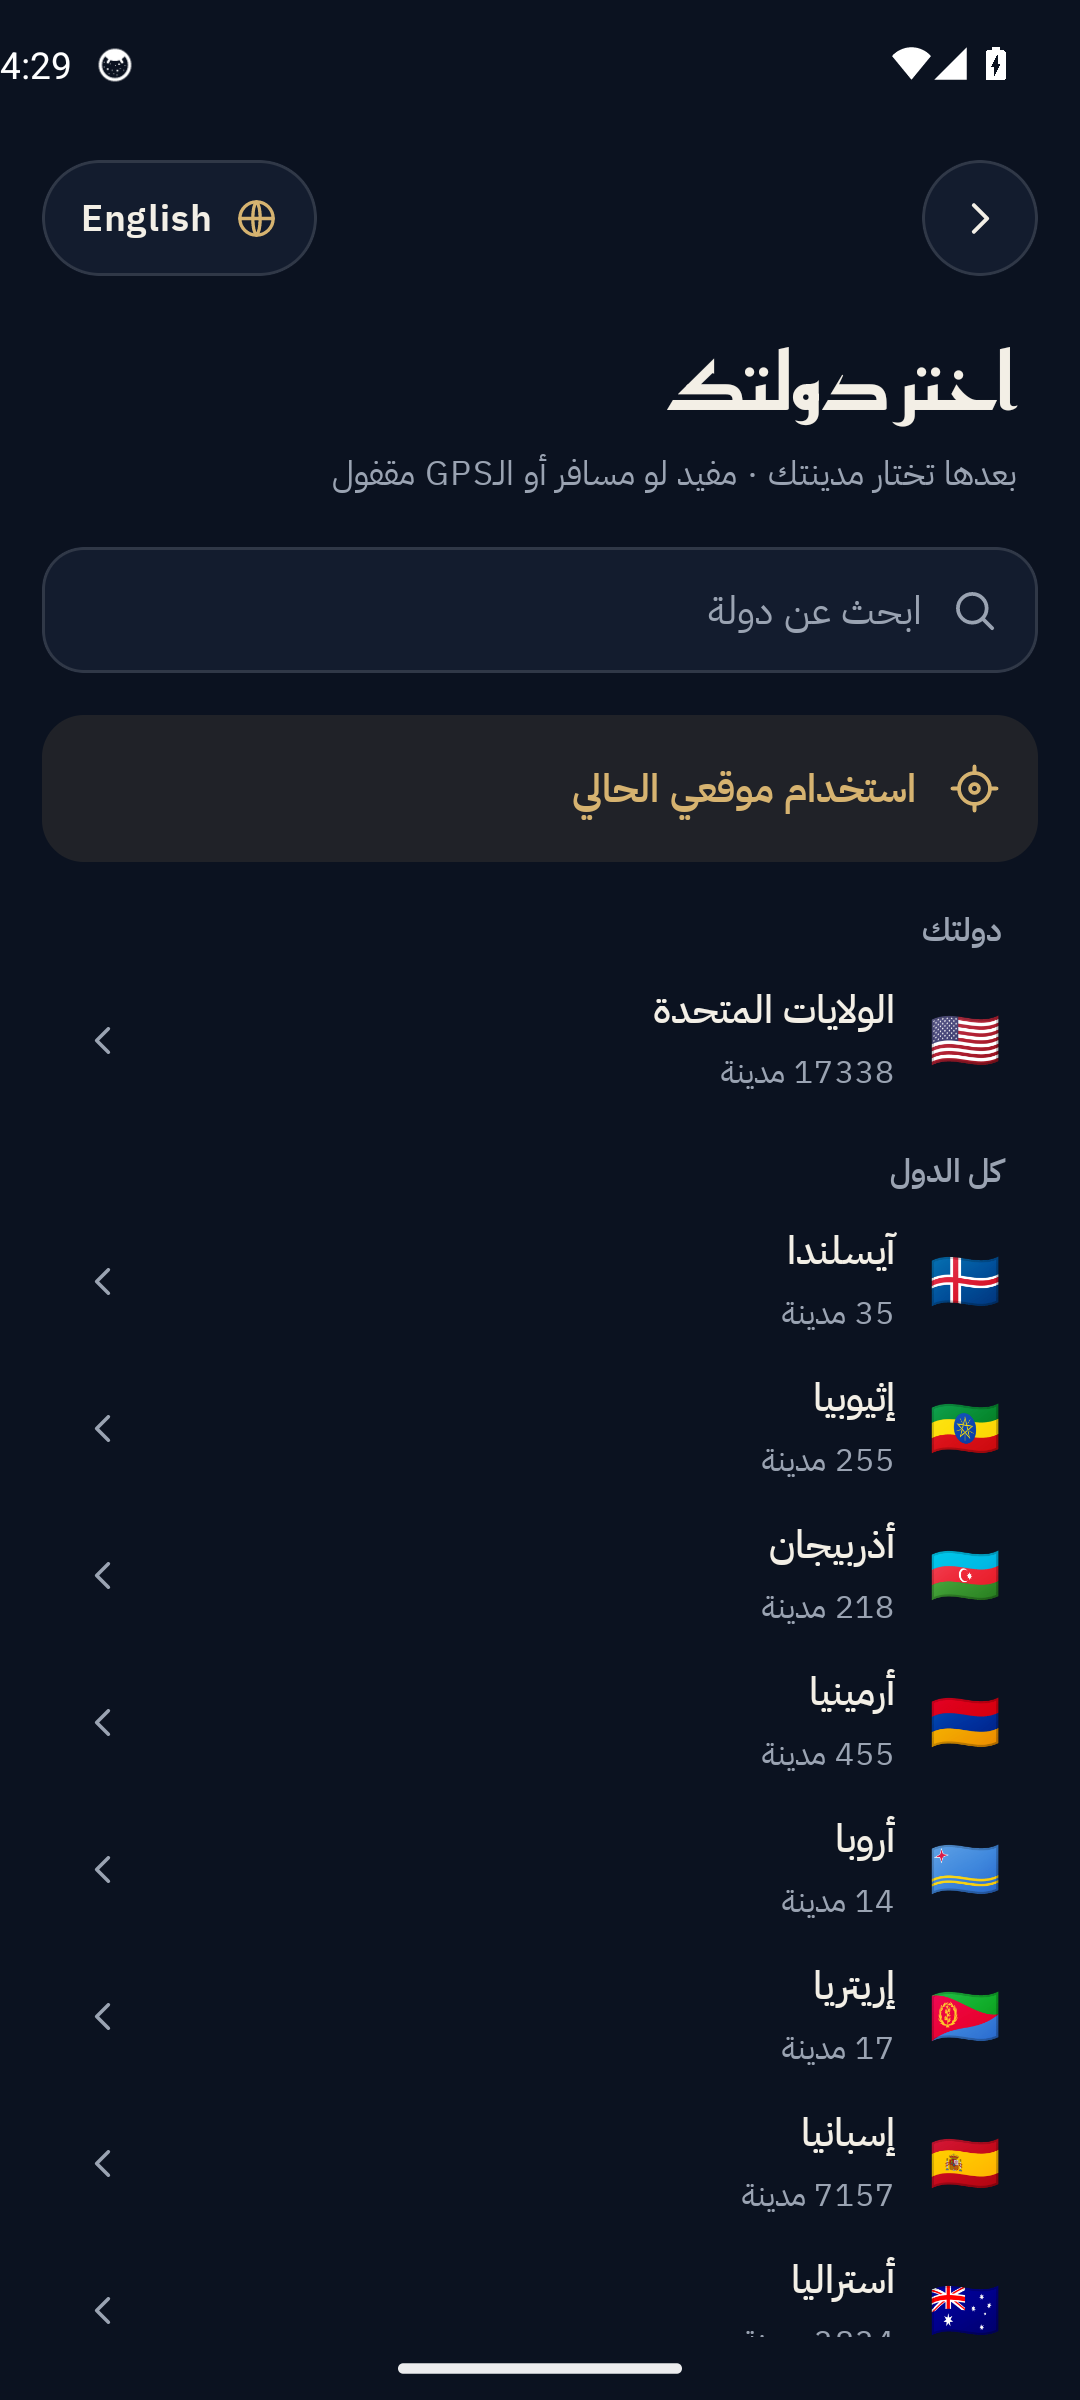 4:29
English
اختر دولتك
بعدها تختار مدينتك · مفيد لو مسافر أو الـGPS مقفول
ابحث عن دولة
استخدام موقعي الحالي
دولتك
الولايات المتحدة
17338 مدينة
كل الدول
آيسلندا
35 مدينة
إثيوبيا
255 مدينة
أذربيجان
218 مدينة
أرمينيا
455 مدينة
أروبا
14 مدينة
إريتريا
17 مدينة
إسبانيا
7157 مدينة
أستراليا